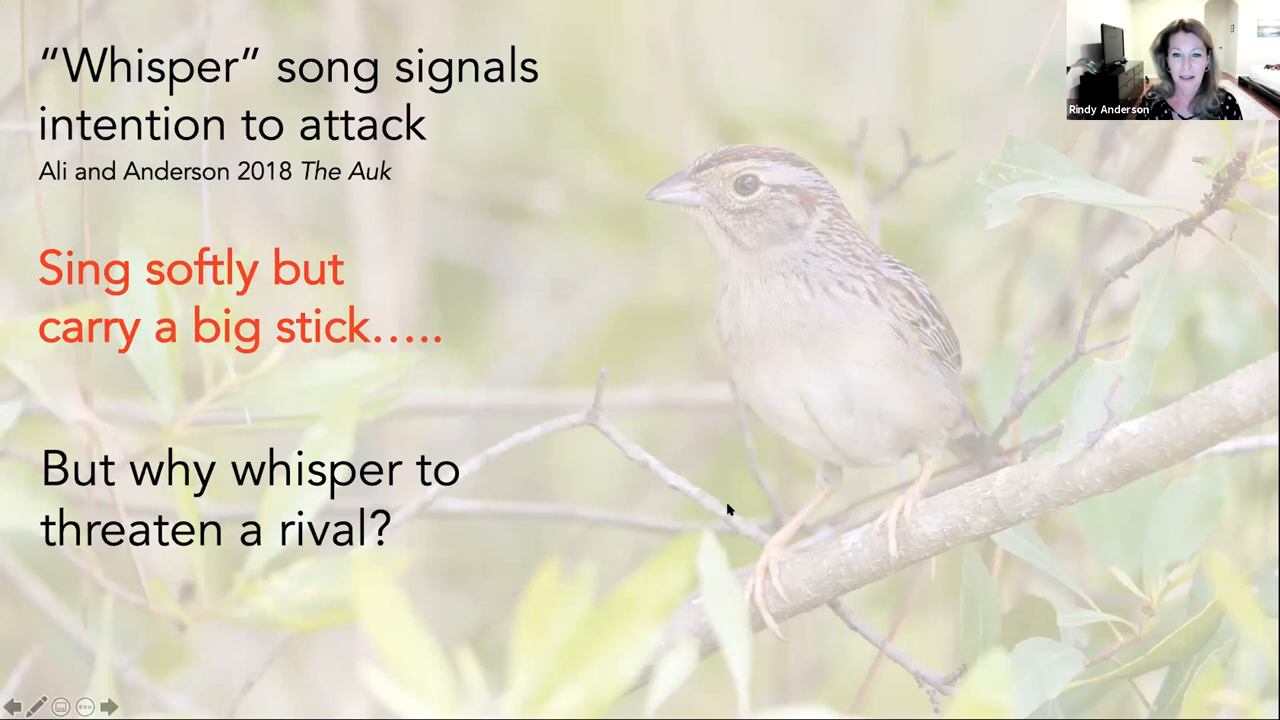 “Whisper” song signals
intention to attack
Ali and Anderson 2018 The Auk
Sing softly but
carry a big stick…..
But why whisper to
threaten a rival?
Rindy Anderson